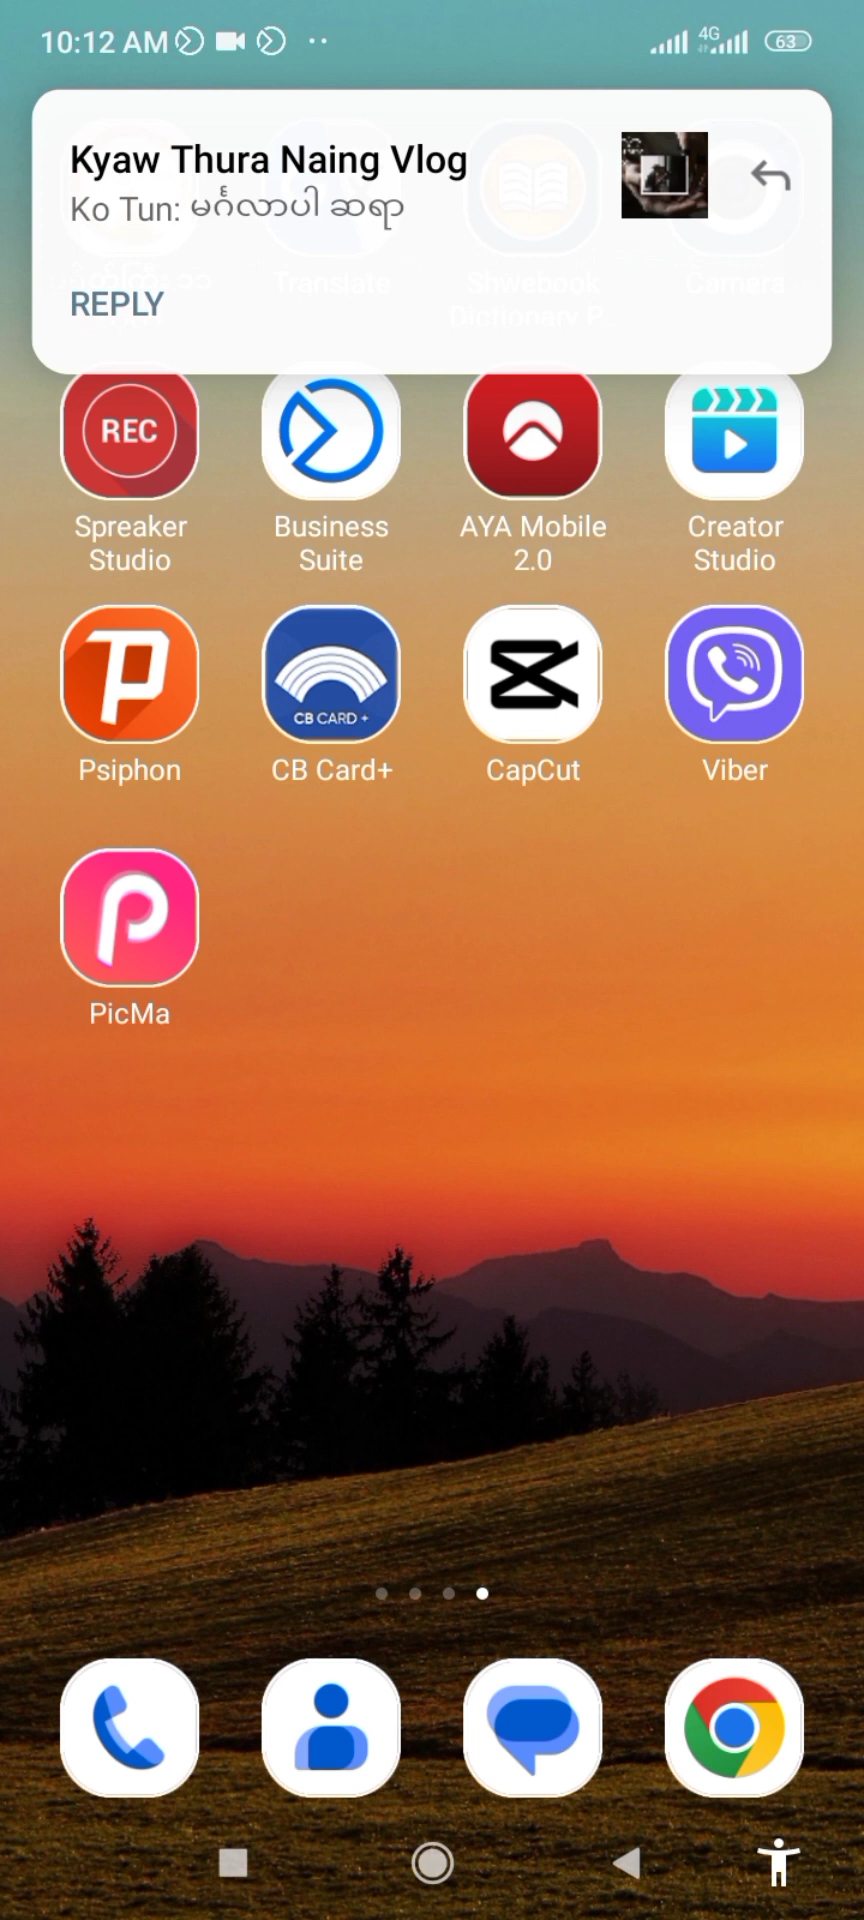 10:12 AM
4G
63
Kyaw Thura Naing Vlog
Ko Tun: မင်္ဂလာပါ ဆရာ
Translate
Shwebook
Camera
Dictionary P...
REPLY
REC
Spreaker
Studio
Business
Suite
AYA Mobile
2.0
Creator
Studio
CB CARD +
Psiphon
CB Card+
CapCut
Viber
PicMa